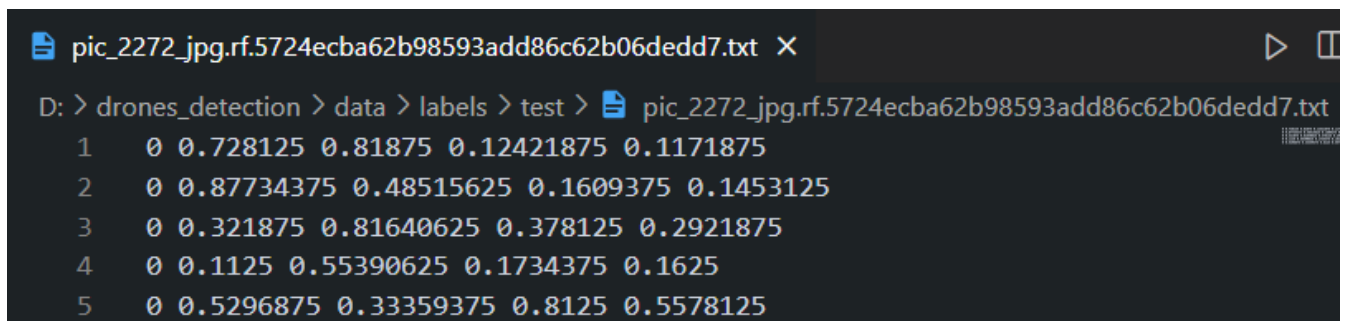 pic_2272_jpg.rf.5724ecba62b98593add86c62b06dedd7.txt
D: > drones_detection > data > labels > test > pic_2272_jpg.rf.5724ecba62b98593add86c62b06dedd7.txt
1 0 0.728125 0.81875 0.12421875 0.1171875
2 0 0.87734375 0.48515625 0.1609375 0.1453125
3 0 0.321875 0.81640625 0.378125 0.2921875
4 0 0.1125 0.55390625 0.1734375 0.1625
5 0 0.5296875 0.33359375 0.8125 0.5578125